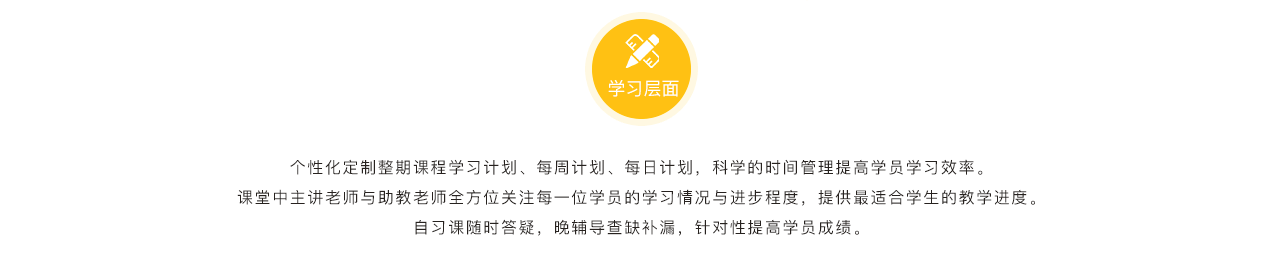 学习层面
个性化定制整期课程学习计划、每周计划、每日计划，科学的时间管理提高学员学习效率。
课堂中主讲老师与助教老师全方位关注每一位学员的学习情况与进步程度，提供最适合学生的教学进度。
自习课随时答疑，晚辅导查缺补漏，针对性提高学员成绩。